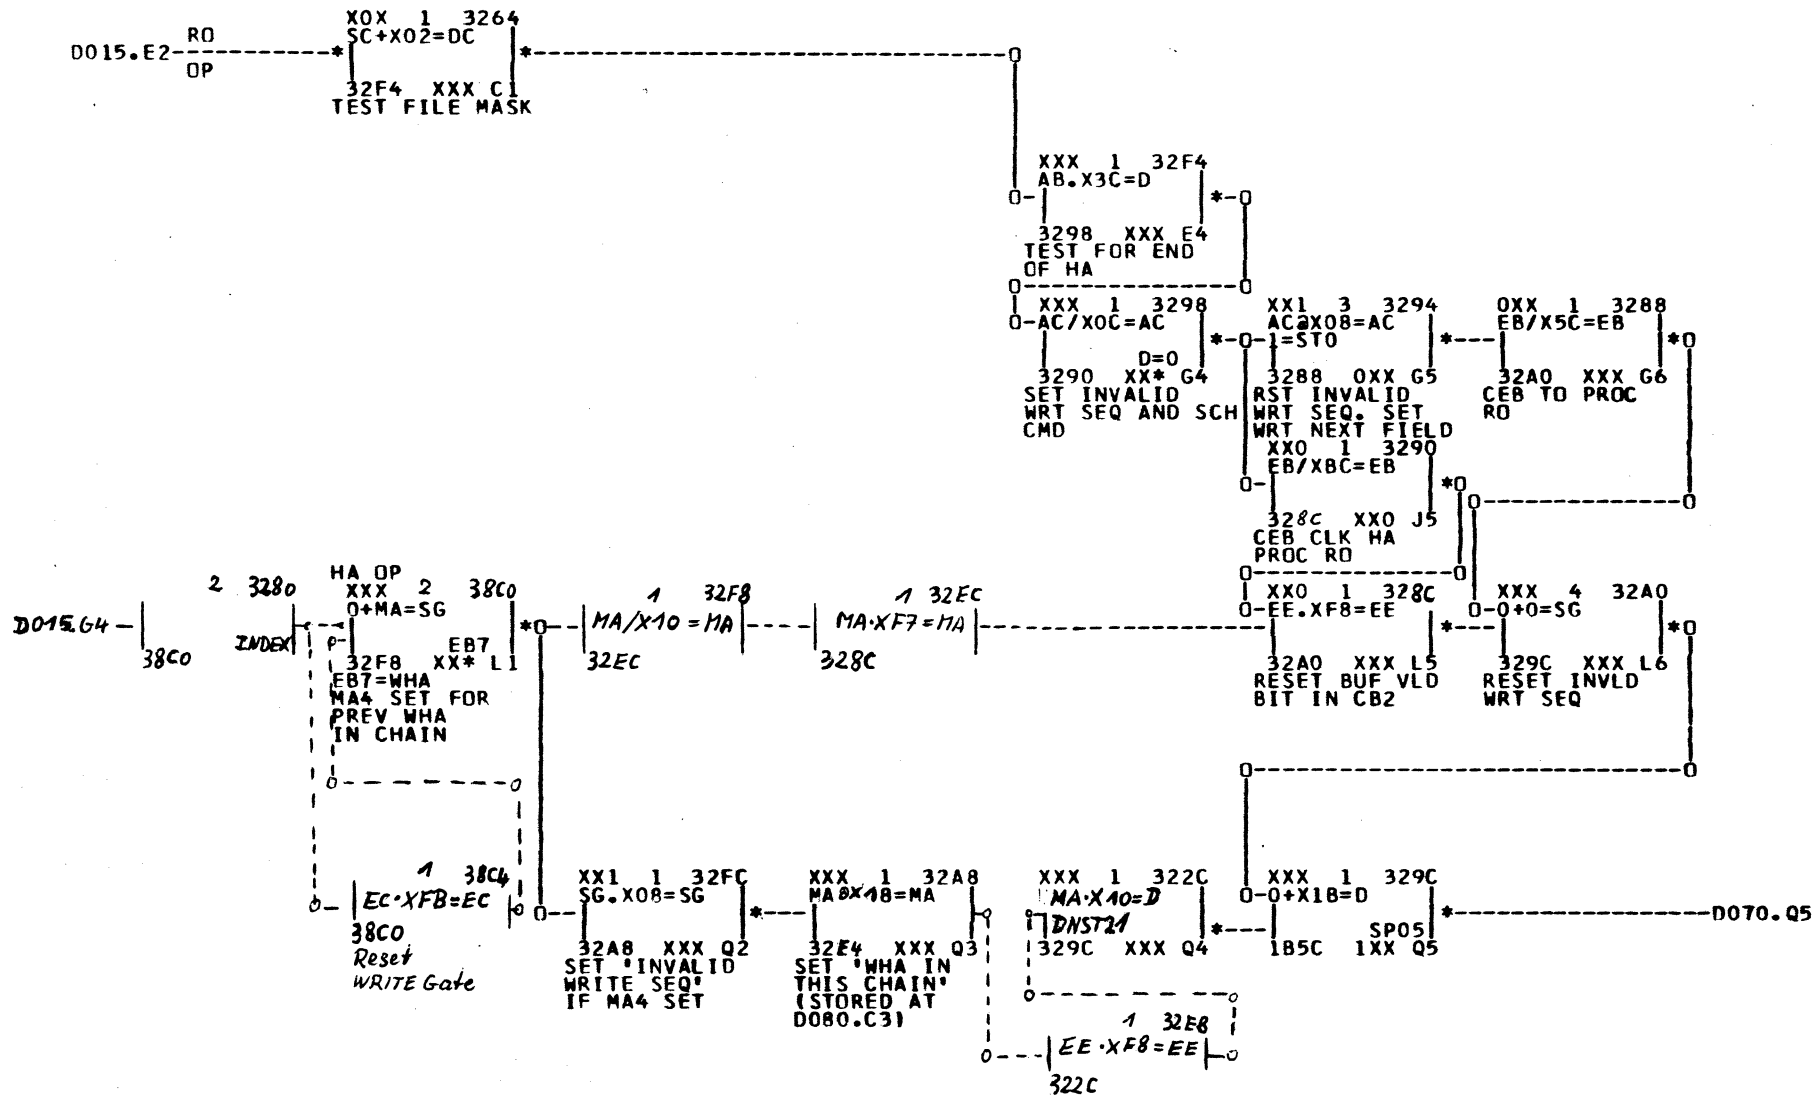 D015.E2
RO
OP
X0X 1 3264
SC+X02=DC
32F4 XXX C1
TEST FILE MASK
XXX 1 32F4
AB.X3C=D
3298 XXX E4
TEST FOR END
OF HA
XXX 1 3298
AC/X0C=AC
D=0
3290 XX* G4
SET INVALID
WRT SEQ AND SCH
CMD
XX1 3 3294
AC@X08=AC
1=ST0
3288 0XX G5
RST INVALID
WRT SEQ. SET
WRT NEXT FIELD
0XX 1 3288
EB/X5C=EB
32A0 XXX G6
CEB TO PROC
RO
XX0 1 3290
EB/XBC=EB
328C XX0 J5
CEB CLK HA
PROC RO
D015.G4
2 3280
38C0
INDEX
HA OP
XXX 2 38C0
0+MA=SG
EB7
32F8 XX* L1
EB7=WHA
MA4 SET FOR
PREV WHA
IN CHAIN
1 32F8
MA/X10=MA
32EC
1 32EC
MA.XF7=MA
328C
XX0 1 328C
EE.XF8=EE
32A0 XXX L5
RESET BUF VLD
BIT IN CB2
XXX 4 32A0
0+0=SG
329C XXX L6
RESET INVLD
WRT SEQ
1 38C4
EC.XFB=EC
38C0
Reset
WRITE Gate
XX1 1 32FC
SG.X08=SG
32A8 XXX Q2
SET 'INVALID
WRITE SEQ'
IF MA4 SET
XXX 1 32A8
32E4 XXX Q3
SET 'WHA IN
THIS CHAIN'
(STORED AT
D080.C3)
XXX 1 322C
MA.X10=D
DNST21
329C XXX Q4
XXX 1 329C
0+X1B=D
SP05
1B5C 1XX Q5
D070.Q5
1 32E8
EE.XF8=EE
322C